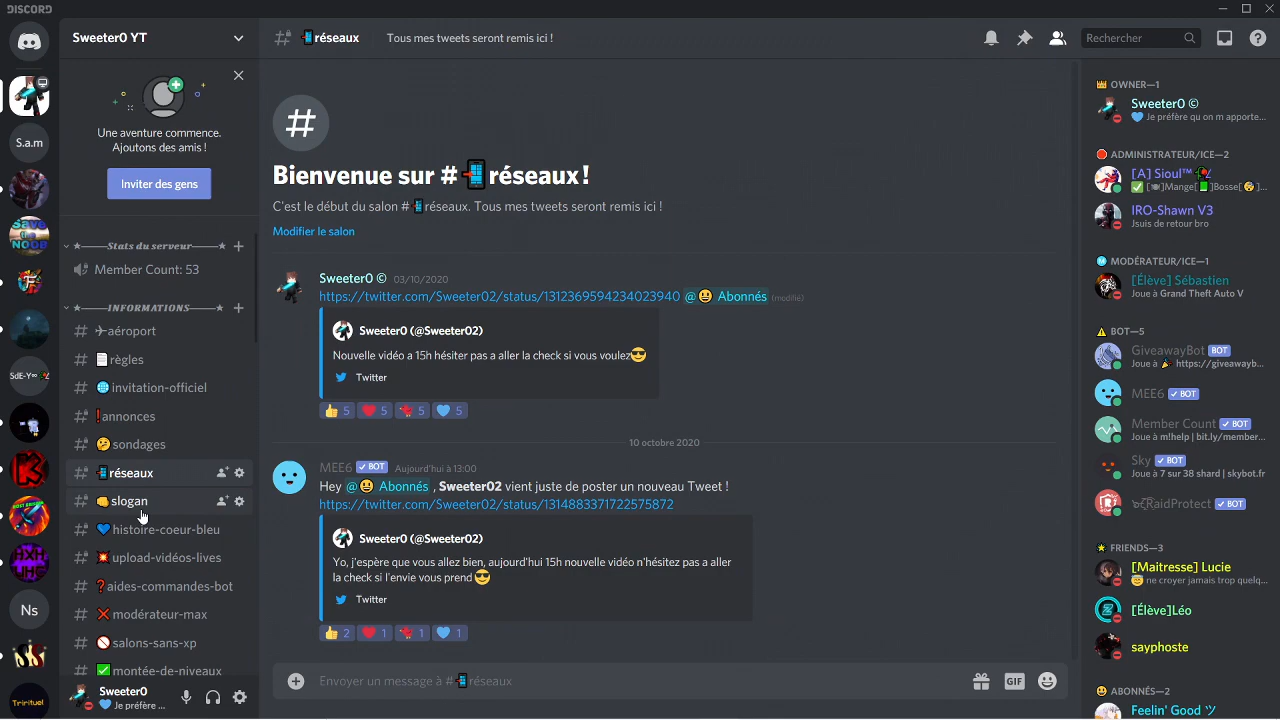 DISCORD
Sweeter0 YT
Une aventure commence.
Ajoutons des amis !
Inviter des gens
Stats du serveur
Member Count: 53
INFORMATIONS
✈aéroport
📄règles
🌐invitation-officiel
❗annonces
🤔sondages
📲réseaux
👊slogan
💙histoire-coeur-bleu
💥upload-vidéos-lives
❓aides-commandes-bot
❌modérateur-max
🚫salons-sans-xp
✅montée-de-niveaux
Sweeter0
💙 Je préfère ...
S.a.m
Save the NOOB
Ns
Tririturiel
📲réseaux
Tous mes tweets seront remis ici !
Rechercher
Bienvenue sur #📲réseaux !
C'est le début du salon #📲réseaux. Tous mes tweets seront remis ici !
Modifier le salon
Sweeter0 © 03/10/2020
https://twitter.com/Sweeter02/status/1312369594234023940 @😃 Abonnés (modifié)
Sweeter0 (@Sweeter02)
Nouvelle vidéo a 15h hésiter pas a aller la check si vous voulez😎
Twitter
👍 5 ❤ 5 5 💙 5
10 octobre 2020
MEE6 ✓ BOT Aujourd'hui à 13:00
Hey @😃 Abonnés , Sweeter02 vient juste de poster un nouveau Tweet !
https://twitter.com/Sweeter02/status/1314883371722575872
Sweeter0 (@Sweeter02)
Yo, j'espère que vous allez bien, aujourd'hui 15h nouvelle vidéo n'hésitez pas a aller
la check si l'envie vous prend 😎
Twitter
👍 2 ❤ 1 1 💙 1
Envoyer un message à #📲réseaux
GIF
OWNER—1
Sweeter0 ©
💙 Je préfère qu on m apporte...
ADMINISTRATEUR/ICE—2
[A] Sioul™
✅ [🍽]Mange[📗]Bosse[😴]...
IRO-Shawn V3
Jsuis de retour bro
MODÉRATEUR/ICE—1
[Élève] Sébastien
Joue à Grand Theft Auto V
BOT—5
GiveawayBot BOT
Joue à 🎉 https://giveawayb...
MEE6 ✓ BOT
Member Count ✓ BOT
Joue à m!help | bit.ly/member...
Sky ✓ BOT
Joue à 7 sur 38 shard | skybot.fr
RaidProtect ✓ BOT
FRIENDS—3
[Maitresse] Lucie
😇 ne croyer jamais trop quelq...
[Élève]Léo
sayphoste
ABONNÉS—2
Feelin' Good ツ